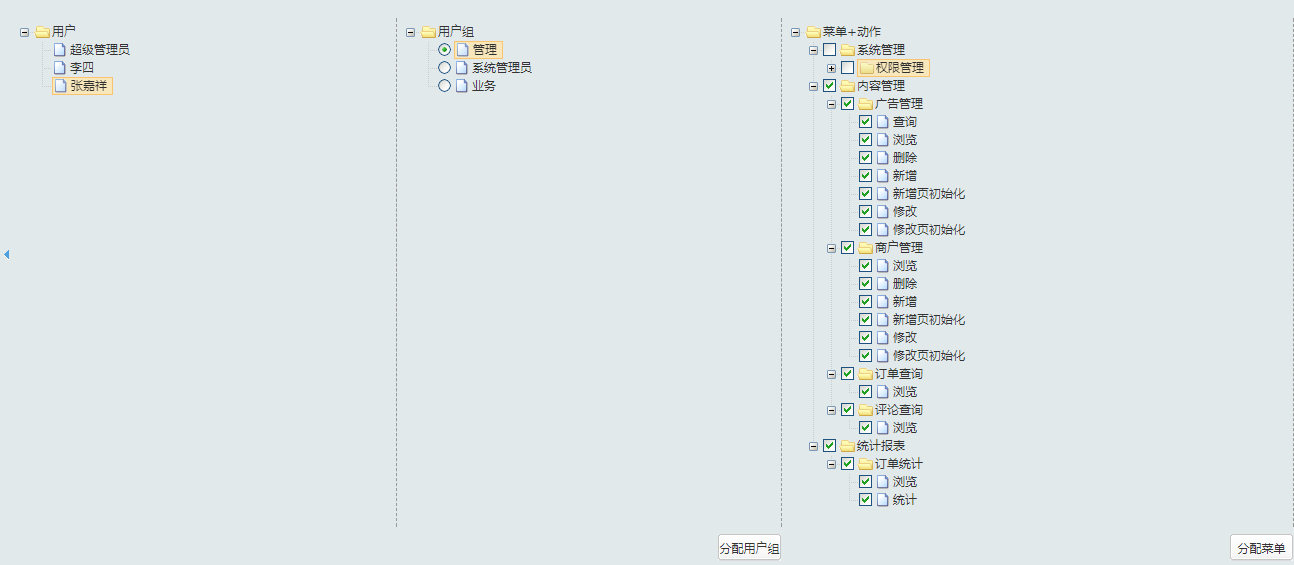 用户
超级管理员
李四
张嘉祥
用户组
管理
系统管理员
业务
分配用户组
菜单+动作
系统管理
权限管理
内容管理
广告管理
查询
浏览
删除
新增
新增页初始化
修改
修改页初始化
商户管理
浏览
删除
新增
新增页初始化
修改
修改页初始化
订单查询
浏览
评论查询
浏览
统计报表
订单统计
浏览
统计
分配菜单